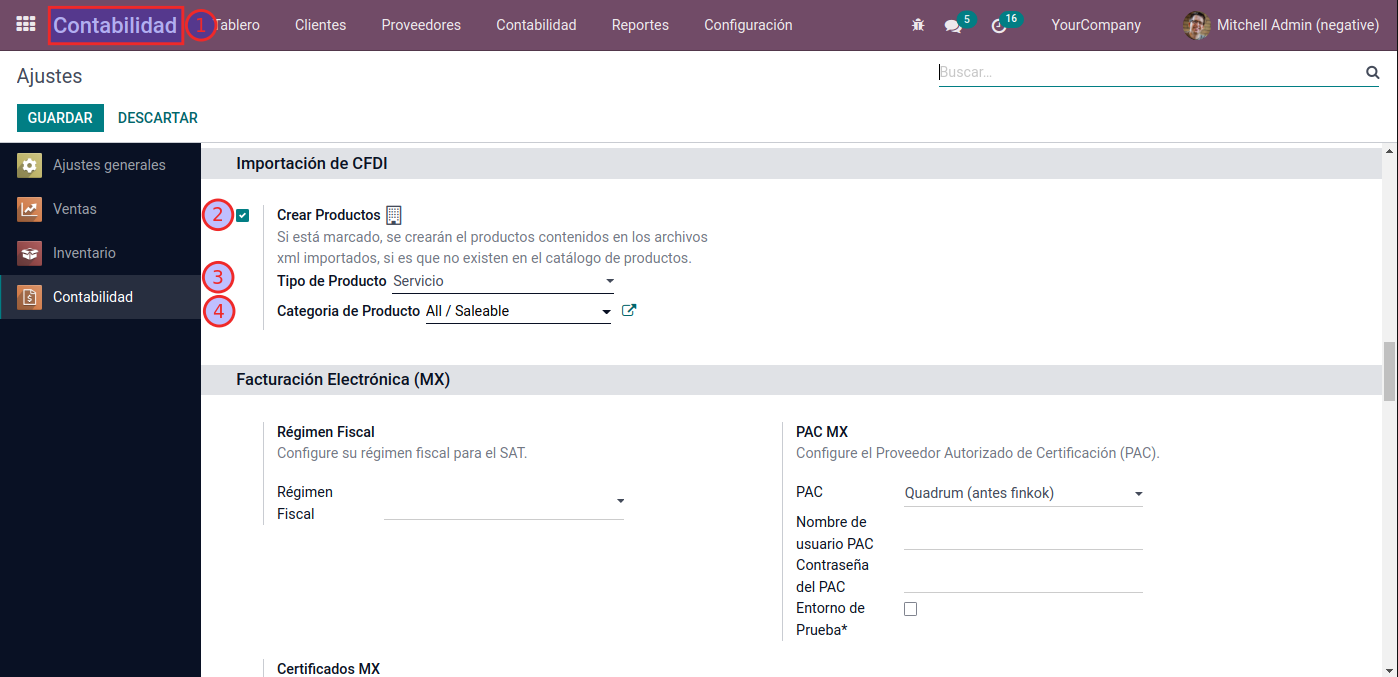 Contabilidad 1 Tablero Clientes Proveedores Contabilidad Reportes Configuración 5 16 YourCompany Mitchell Admin (negative)
Ajustes
Buscar...
GUARDAR DESCARTAR
Ajustes generales
Ventas
Inventario
Contabilidad
Importación de CFDI
2 Crear Productos
Si está marcado, se crearán el productos contenidos en los archivos
xml importados, si es que no existen en el catálogo de productos.
3 Tipo de Producto Servicio
4 Categoria de Producto All / Saleable
Facturación Electrónica (MX)
Régimen Fiscal
Configure su régimen fiscal para el SAT.
Régimen
Fiscal
PAC MX
Configure el Proveedor Autorizado de Certificación (PAC).
PAC Quadrum (antes finkok)
Nombre de
usuario PAC
Contraseña
del PAC
Entorno de
Prueba*
Certificados MX